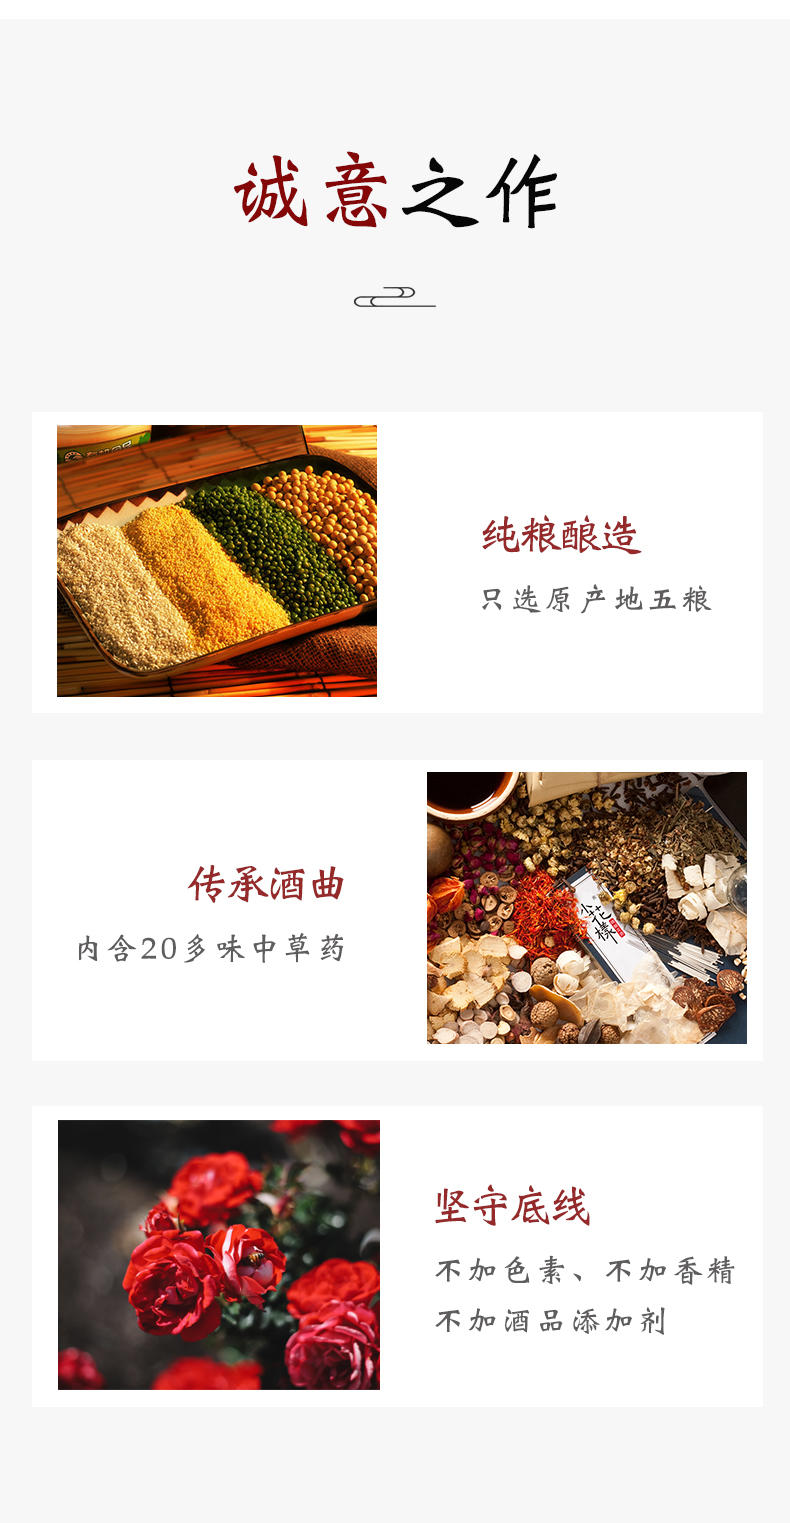 诚意之作
纯粮酿造
只选原产地五粮
传承酒曲
内含20多味中草药
小花樣
坚守底线
不加色素、不加香精
不加酒品添加剂